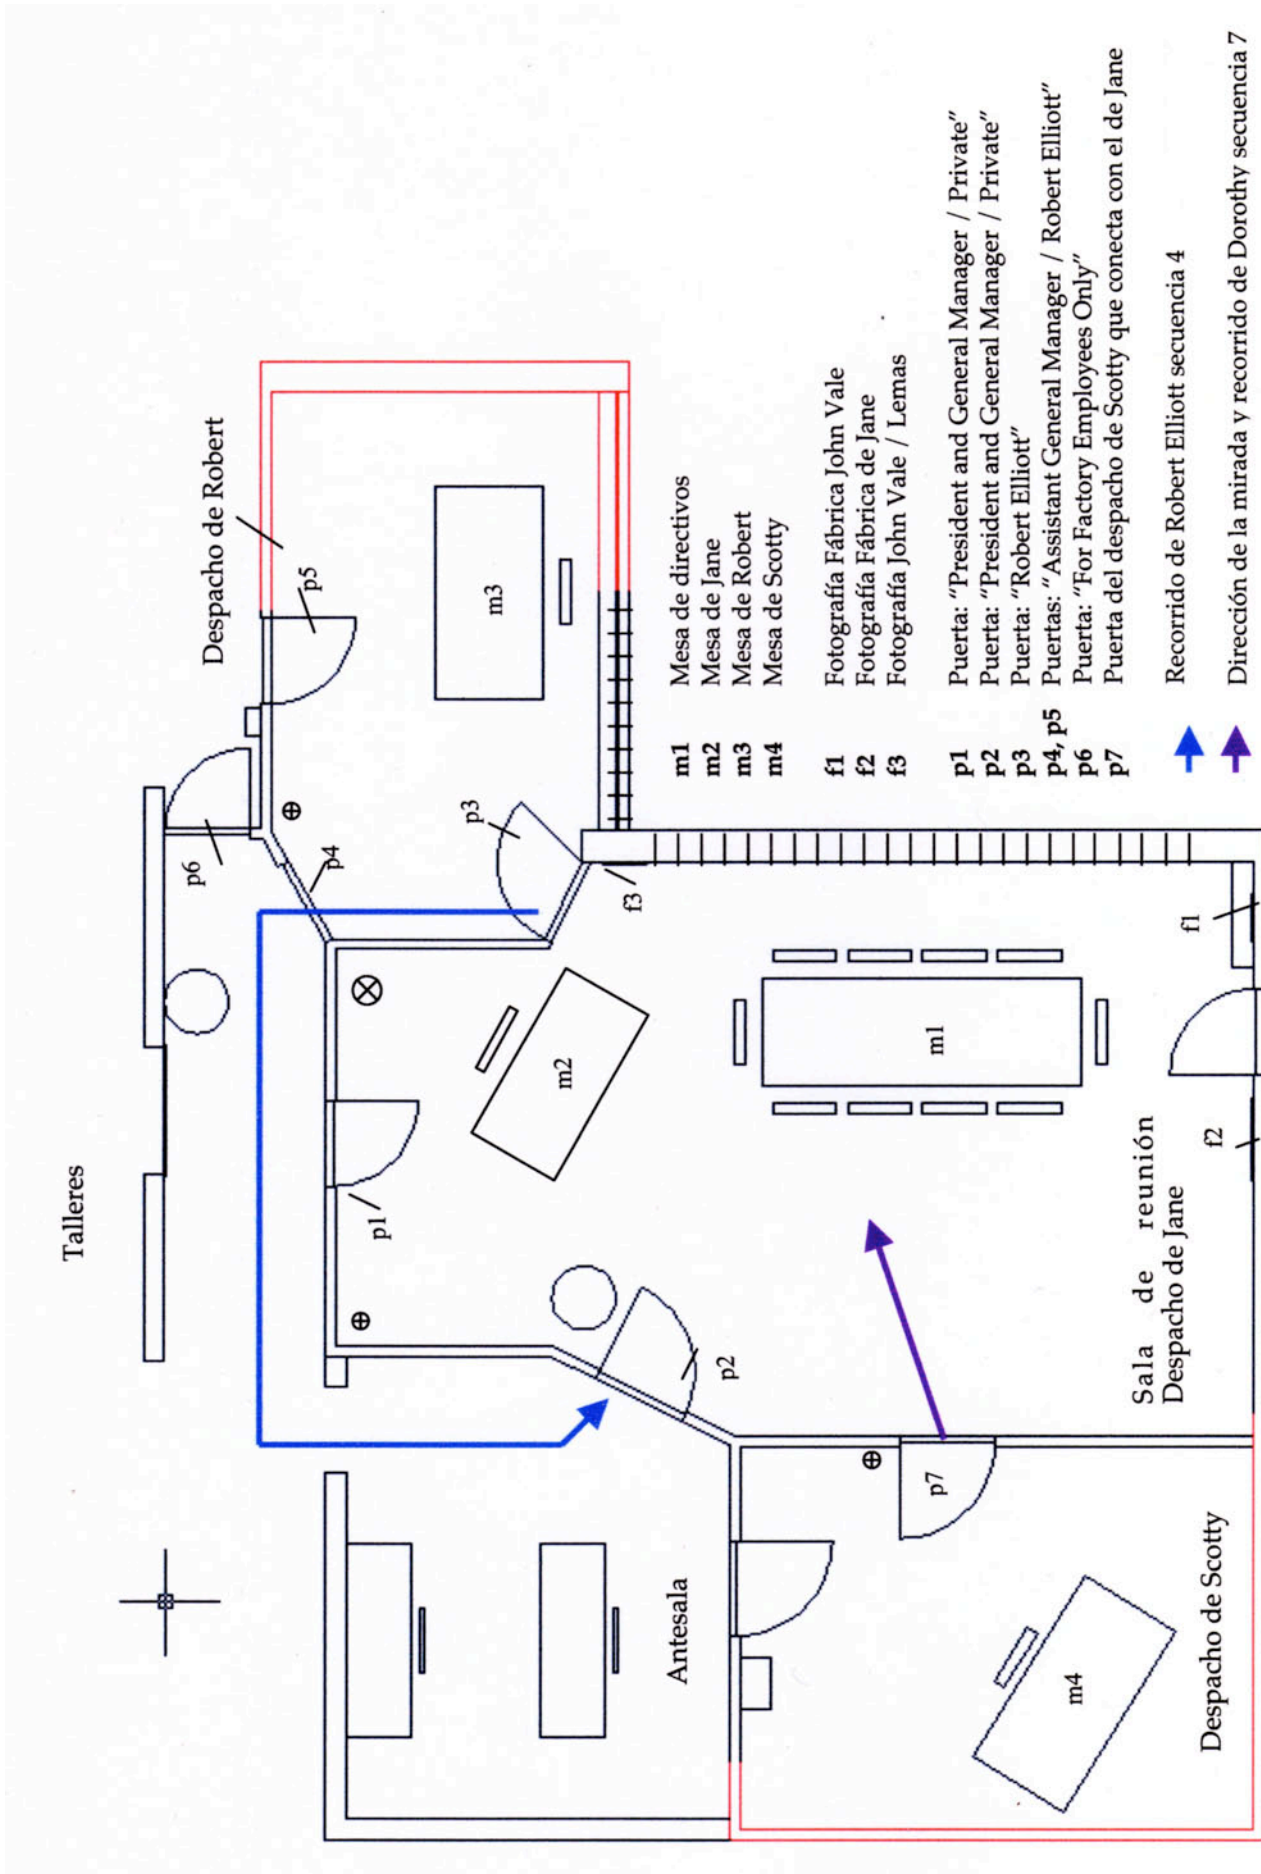 Talleres
Despacho de Robert
p6
p5
p4
p3
m3
f3
p1
m2
m1
p2
f1
f2
Sala de reunión
Despacho de Jane
Antesala
p7
m4
Despacho de Scotty
m1 Mesa de directivos
m2 Mesa de Jane
m3 Mesa de Robert
m4 Mesa de Scotty
f1 Fotografía Fábrica John Vale
f2 Fotografía Fábrica de Jane
f3 Fotografía John Vale / Lemas
p1 Puerta: "President and General Manager / Private"
p2 Puerta: "President and General Manager / Private"
p3 Puerta: "Robert Elliott"
p4, p5 Puertas: "Assistant General Manager / Robert Elliott"
p6 Puerta: "For Factory Employees Only"
p7 Puerta del despacho de Scotty que conecta con el de Jane
Recorrido de Robert Elliott secuencia 4
Dirección de la mirada y recorrido de Dorothy secuencia 7